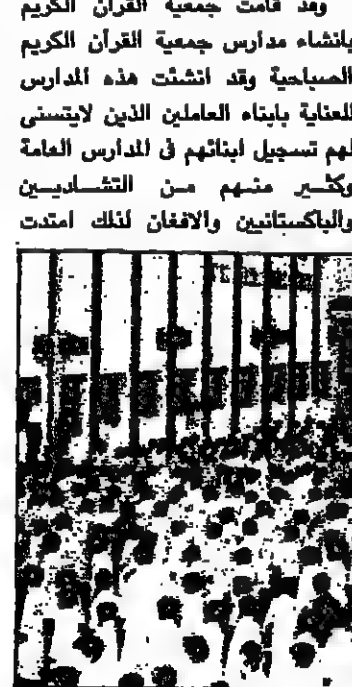 وقد قامت جمعية القرآن الكريم
بانشاء مدارس جمعية القرآن الكريم
الصباحية وقد انشئت هذه المدارس
للعناية بابناء العاملين الذين لايتسنى
لهم تسجيل ابنائهم في المدارس العامة
وكثير منهم من التشاديين
والباكستانيين والافغان لذلك امتدت